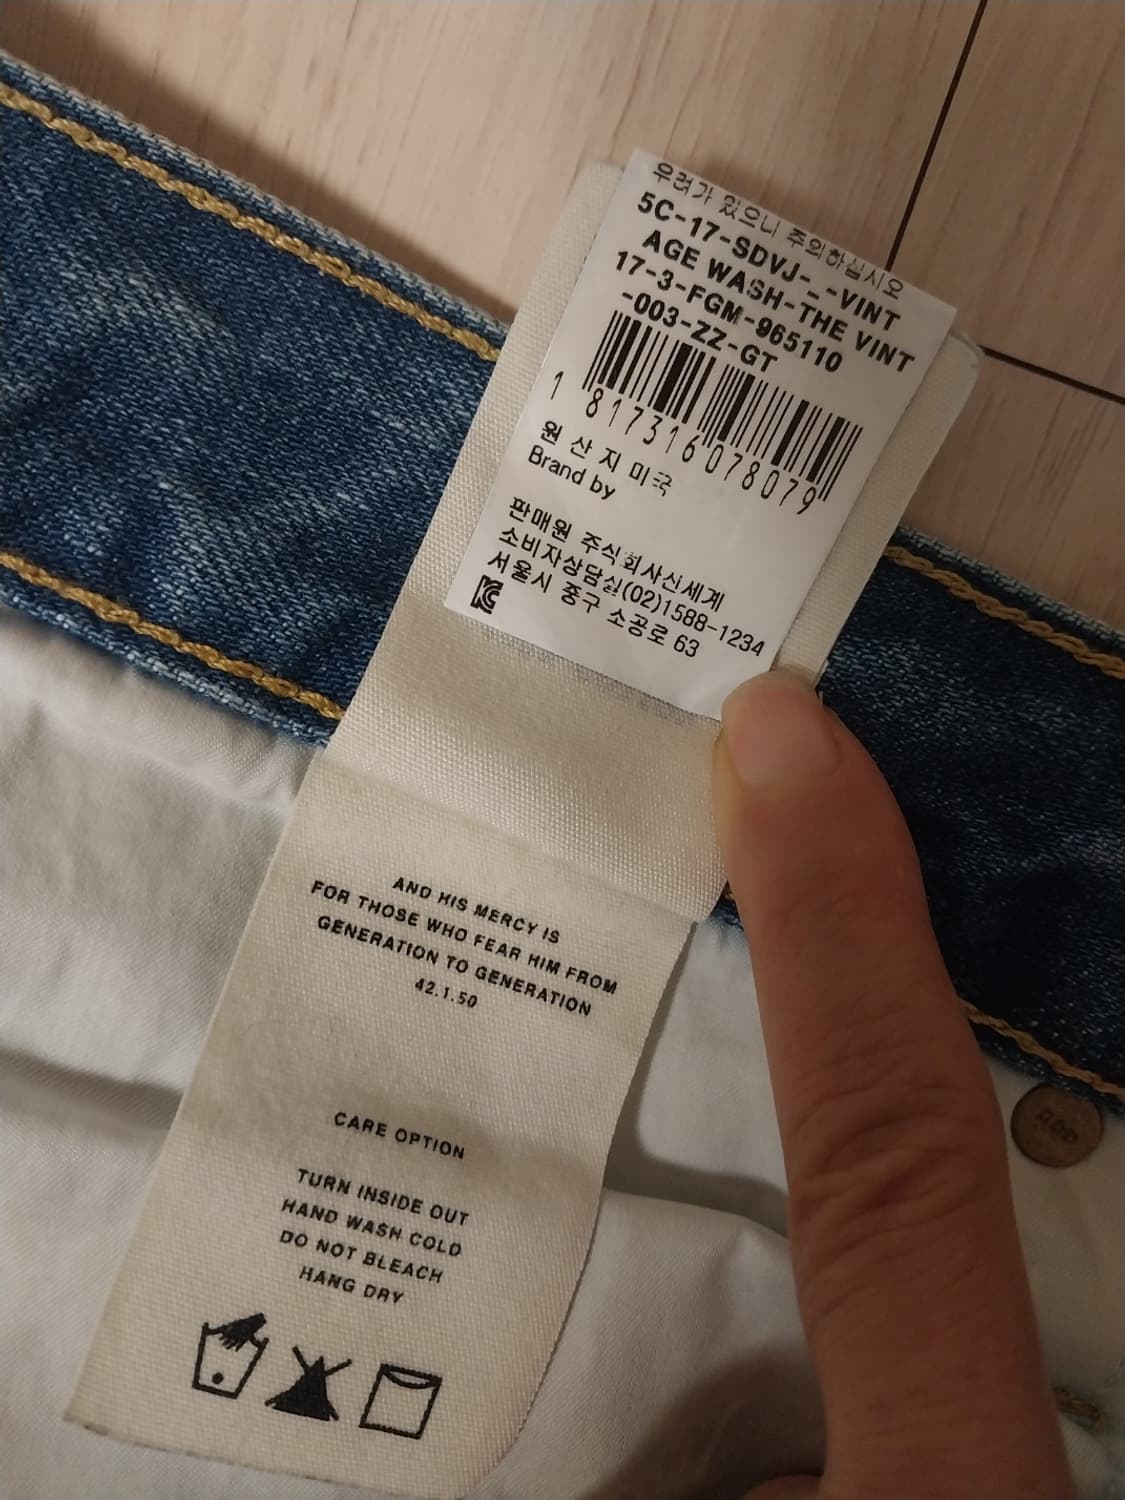 우려가 있으니 주의하십시오
5C-17-SDVJ-_-VINT
AGE WASH-THE VINT
17-3-FGM-965110
-003-ZZ-GT
1 817316 078079
원 산 지 미국
Brand by
판매원 주식회사신세계
소비자상담실(02)1588-1234
서울시 중구 소공로 63
AND HIS MERCY IS
FOR THOSE WHO FEAR HIM FROM
GENERATION TO GENERATION
42.1.50
CARE OPTION
TURN INSIDE OUT
HAND WASH COLD
DO NOT BLEACH
HANG DRY